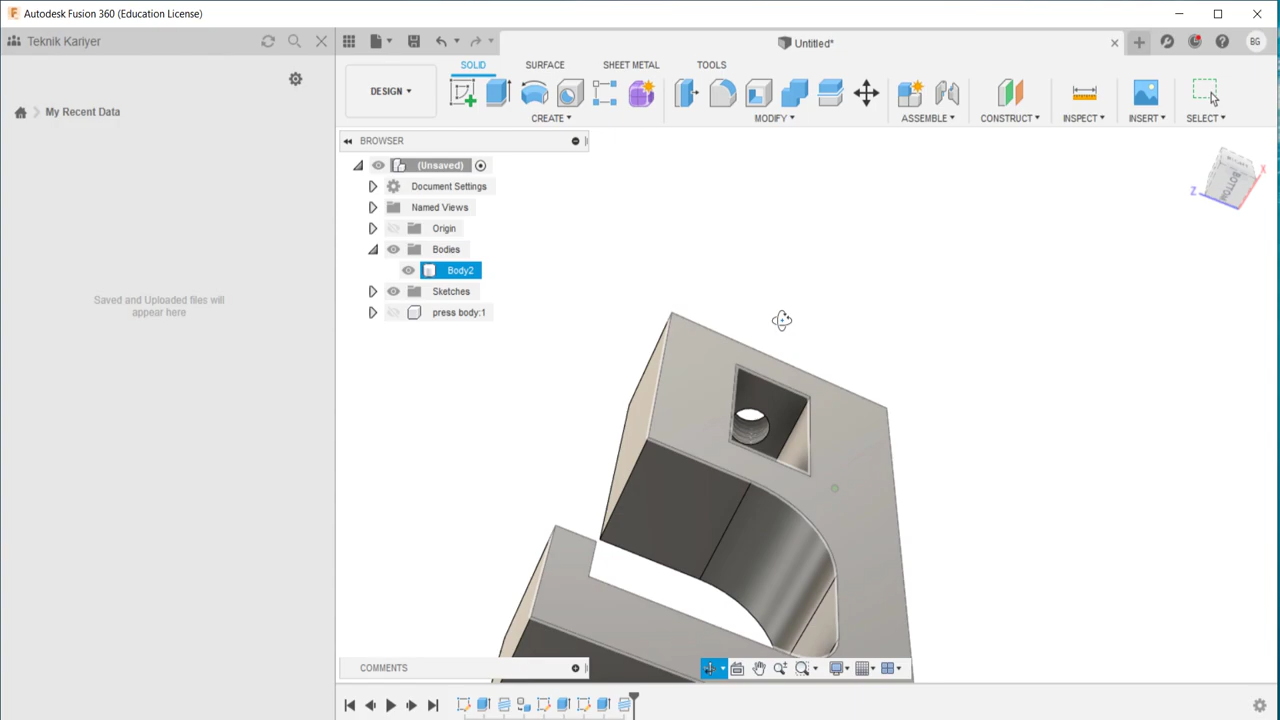 Autodesk Fusion 360 (Education License)
Teknik Kariyer
Untitled*
BG
My Recent Data
DESIGN
SOLID
SURFACE
SHEET METAL
TOOLS
CREATE
MODIFY
ASSEMBLE
CONSTRUCT
INSPECT
INSERT
SELECT
BROWSER
(Unsaved)
Document Settings
Named Views
Origin
Bodies
Body2
Sketches
press body:1
Saved and Uploaded files will
appear here
X
Z
BOTTOM
COMMENTS